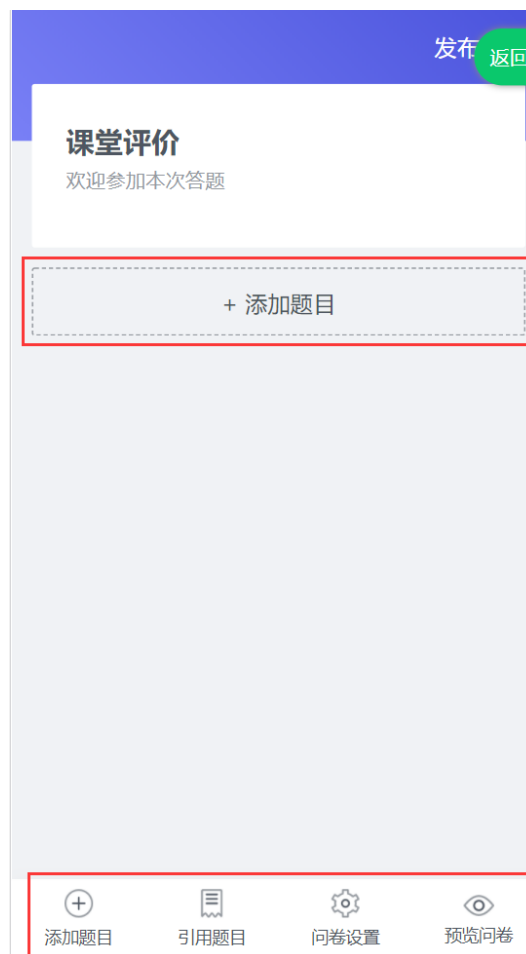 发布
返回
课堂评价
欢迎参加本次答题
+ 添加题目
添加题目
引用题目
问卷设置
预览问卷